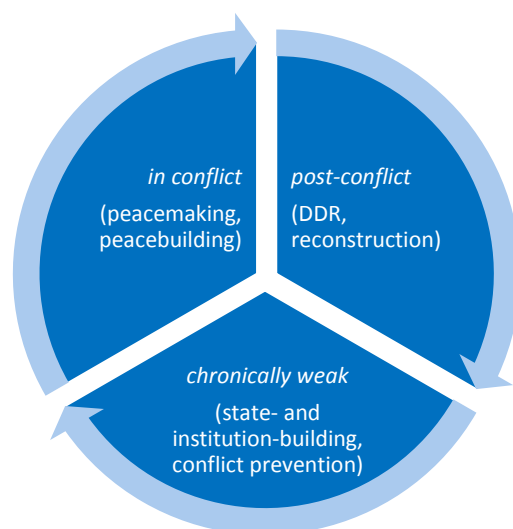 in conflict
(peacemaking,
peacebuilding)
post-conflict
(DDR,
reconstruction)
chronically weak
(state- and
institution-building,
conflict prevention)